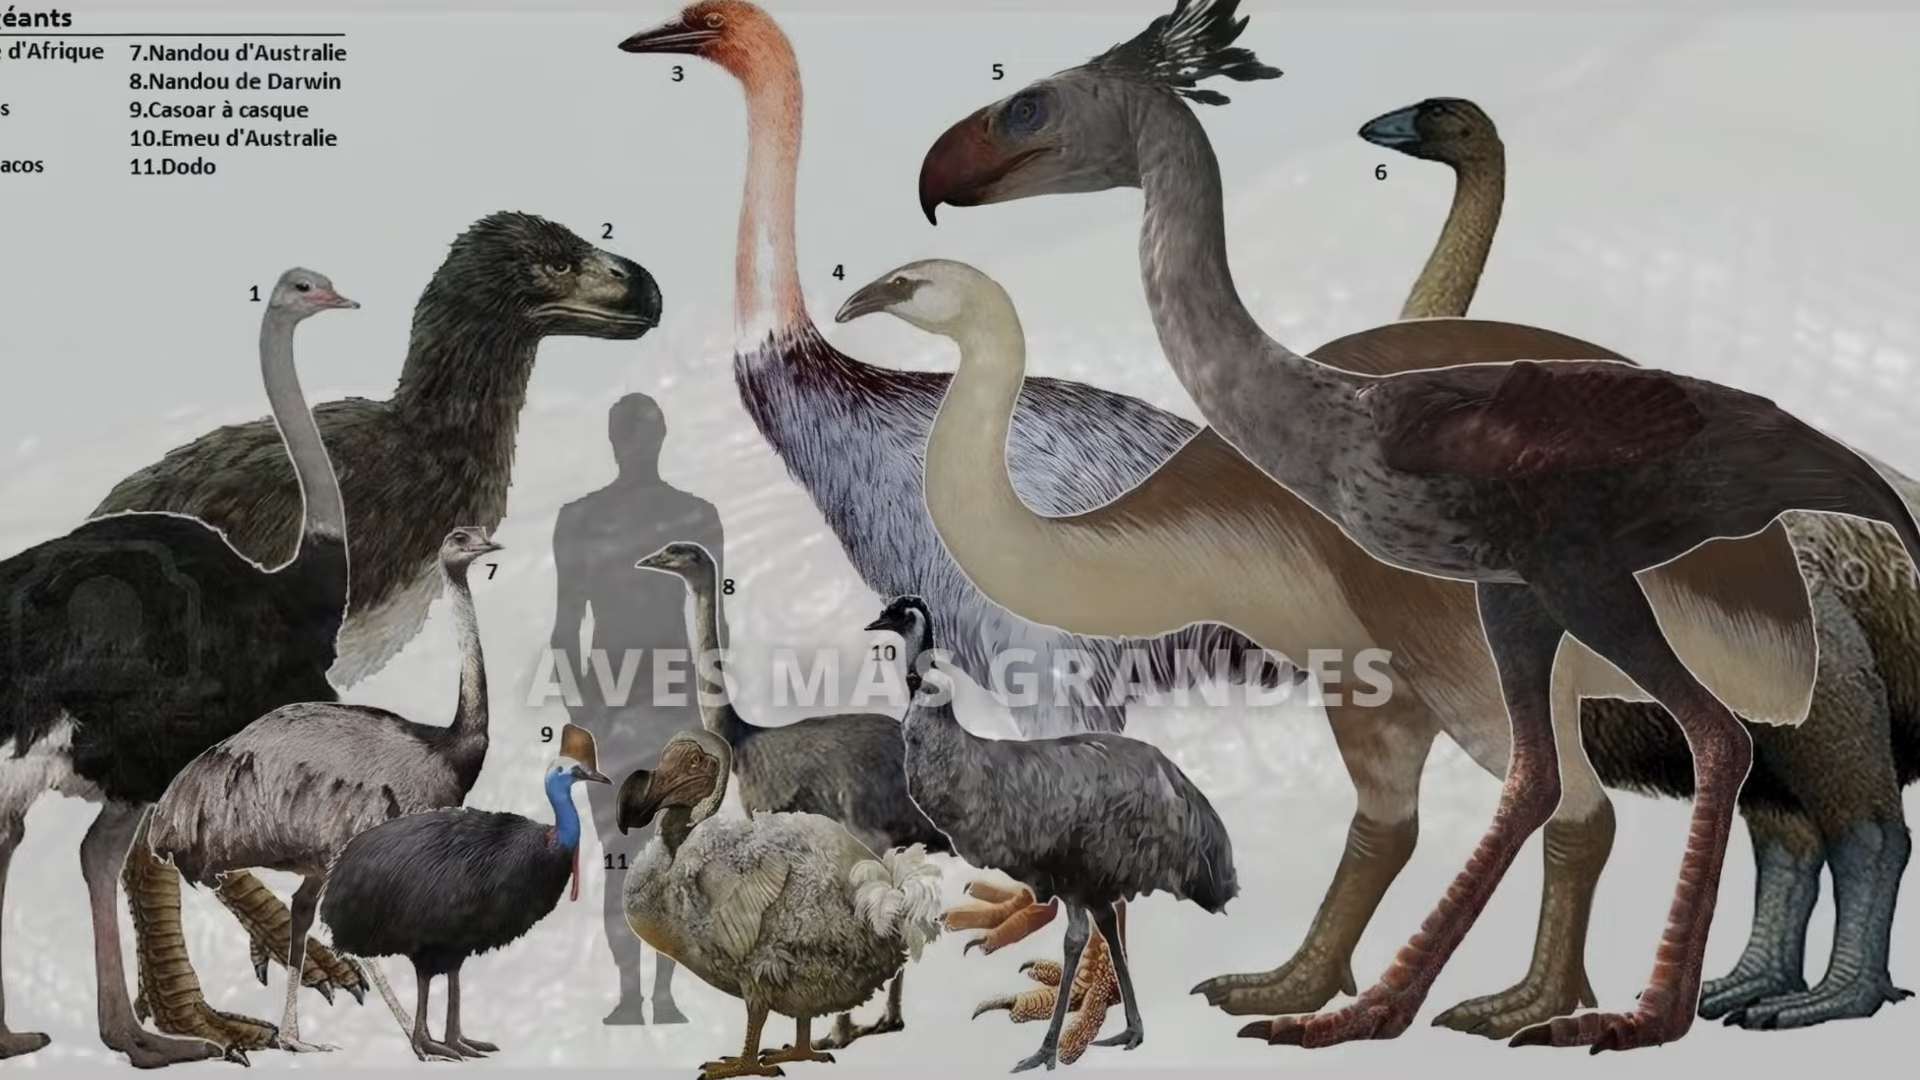 éants
d'Afrique
s
acos
7.Nandou d'Australie
8.Nandou de Darwin
9.Casoar à casque
10.Emeu d'Australie
11.Dodo
1
2
3
4
5
6
7
8
9
10
11
AVES MAS GRANDES